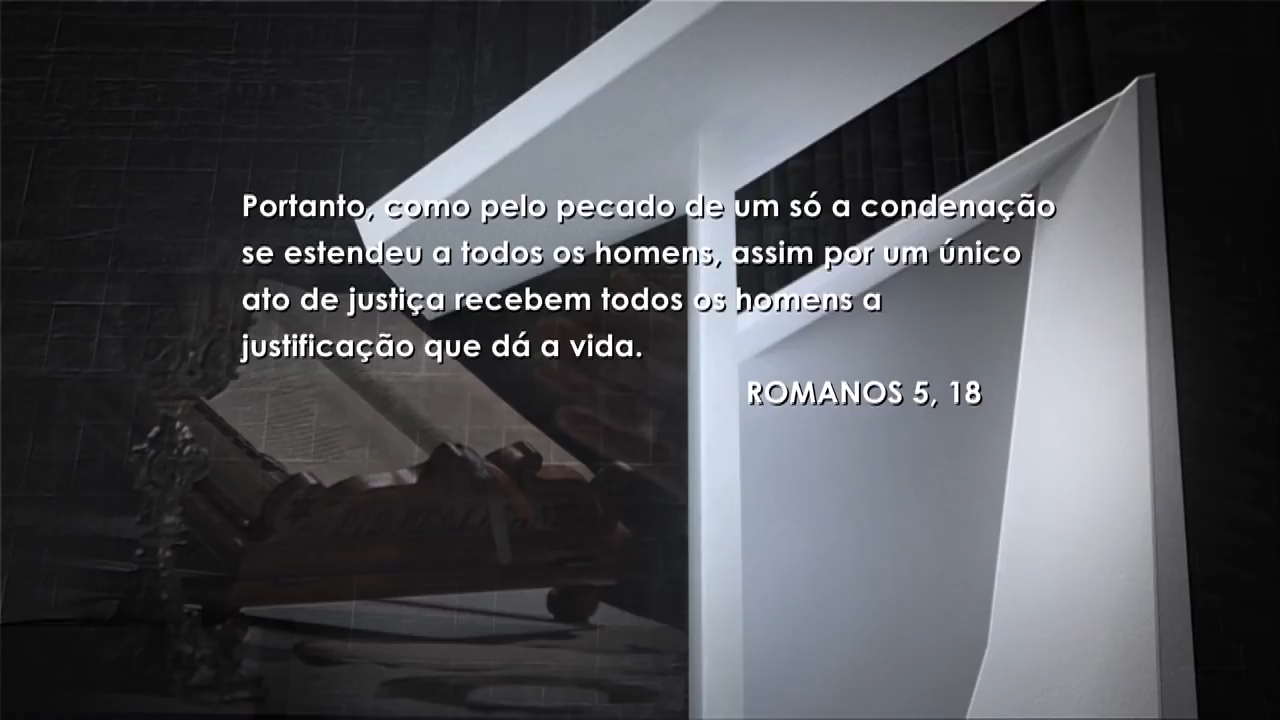 Portanto, como pelo pecado de um só a condenação
se estendeu a todos os homens, assim por um único
ato de justiça recebem todos os homens a
justificação que dá a vida.
ROMANOS 5, 18